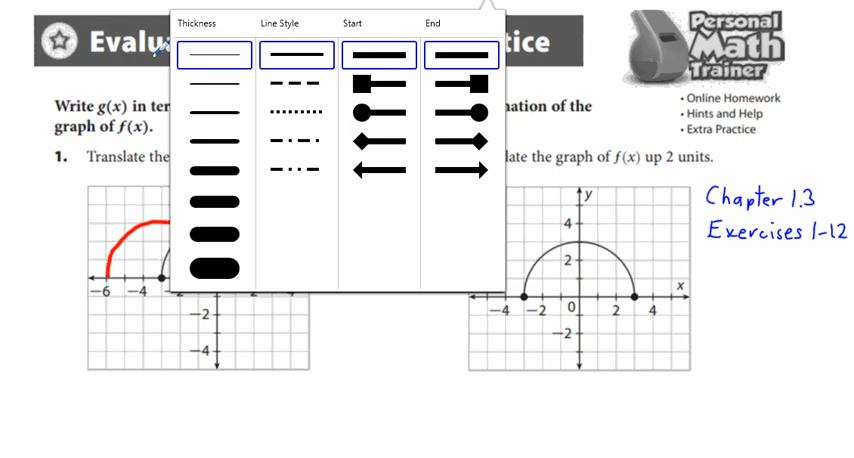 Thickness Line Style Start End
Evalu tice
Personal
Math
Trainer
• Online Homework
• Hints and Help
• Extra Practice
Write g(x) in ter nation of the
graph of f(x).
1. Translate the late the graph of f(x) up 2 units.
Chapter 1.3
Exercises 1-12
y
4
2
x
-6 -4
-4 -2 0 2 4
-2
-2
-4